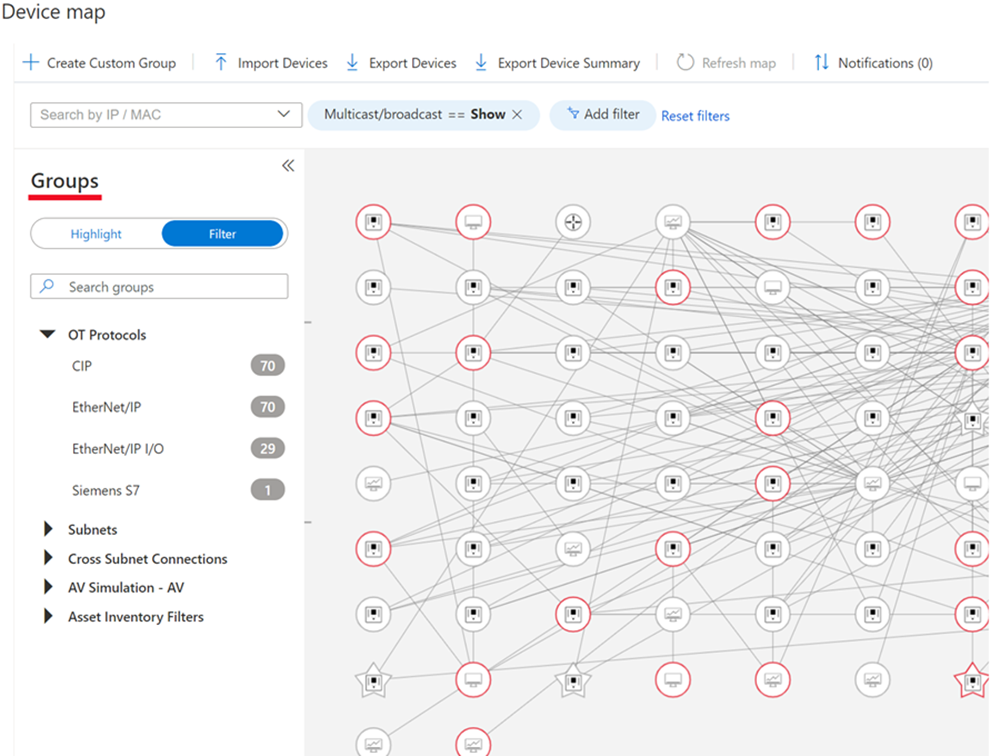 Device map
Create Custom Group Import Devices Export Devices Export Device Summary Refresh map Notifications (0)
Search by IP / MAC Multicast/broadcast == Show Add filter Reset filters
Groups
Highlight Filter
Search groups
OT Protocols
CIP 70
EtherNet/IP 70
EtherNet/IP I/O 29
Siemens S7 1
Subnets
Cross Subnet Connections
AV Simulation - AV
Asset Inventory Filters